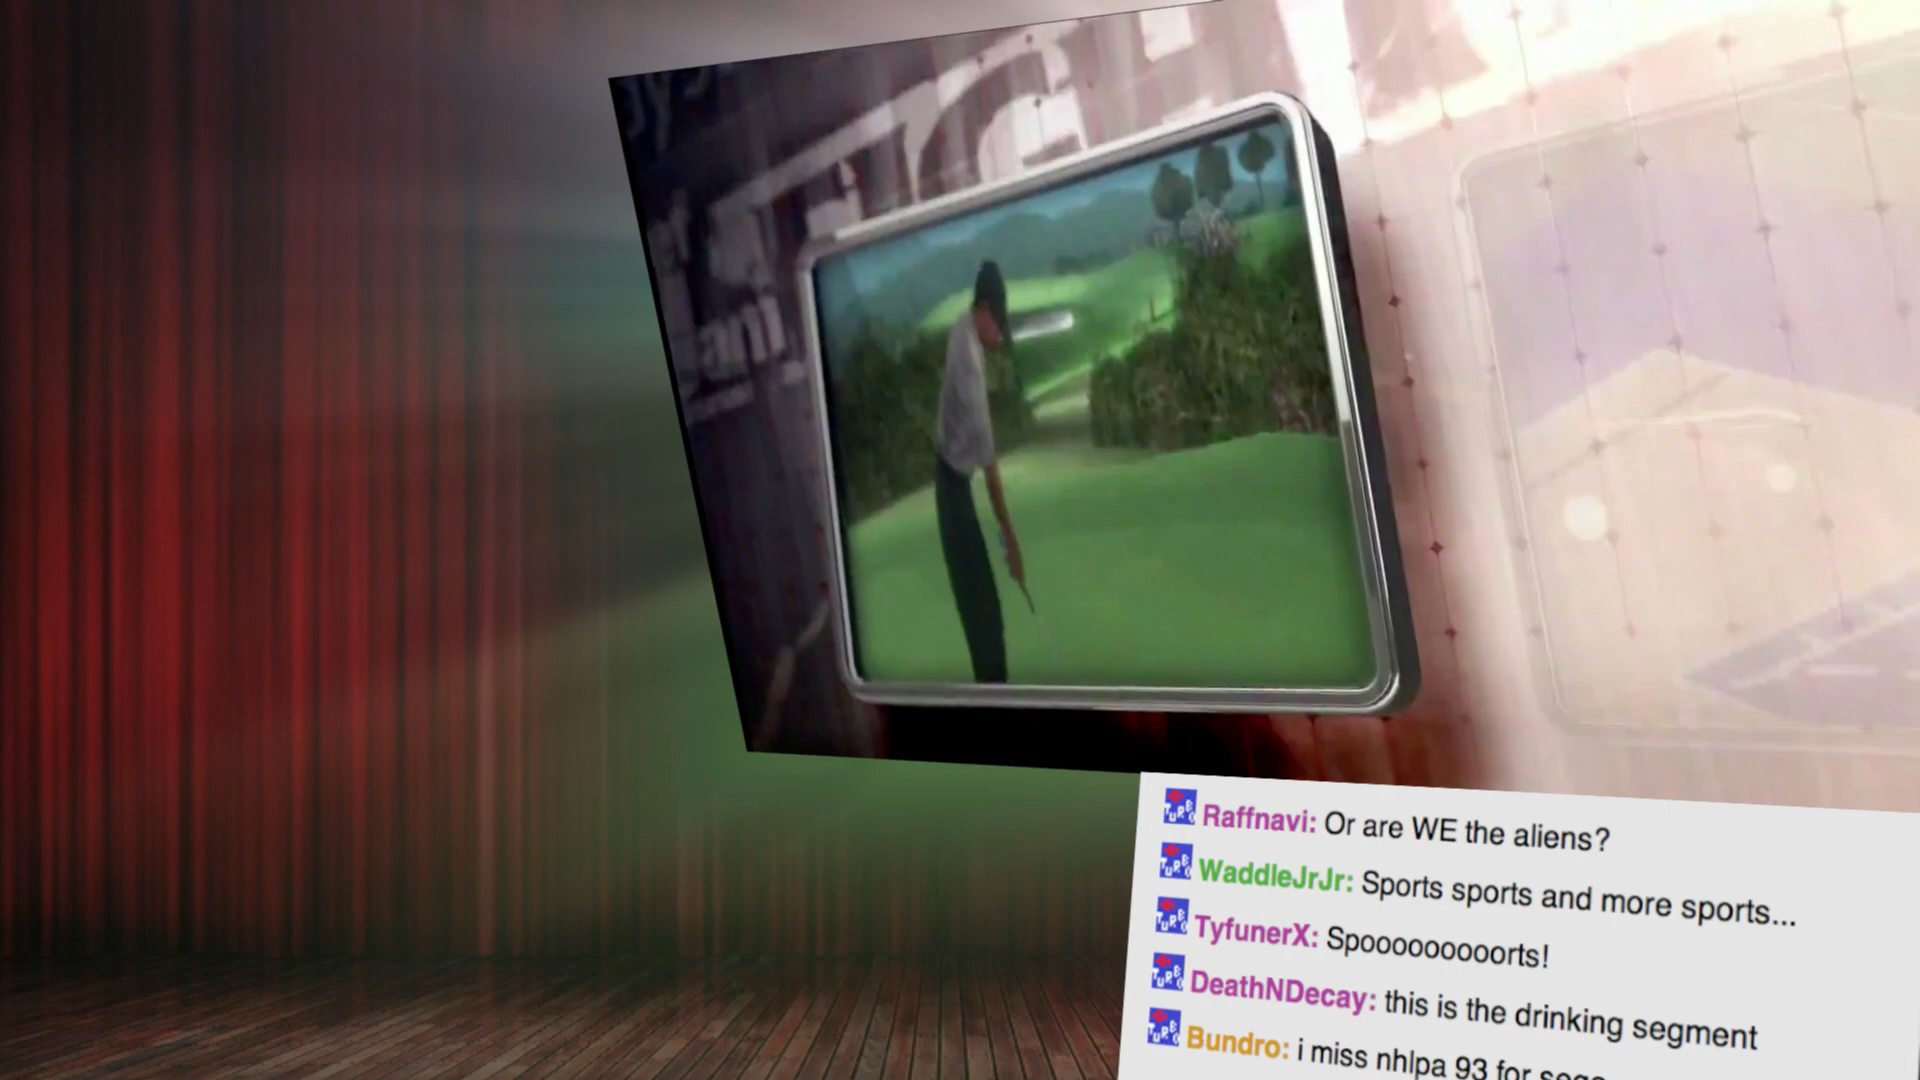 Raffnavi: Or are WE the aliens?
WaddleJrJr: Sports sports and more sports...
TyfunerX: Spooooooooorts!
DeathNDecay: this is the drinking segment
Bundro: i miss nhlpa 93 for